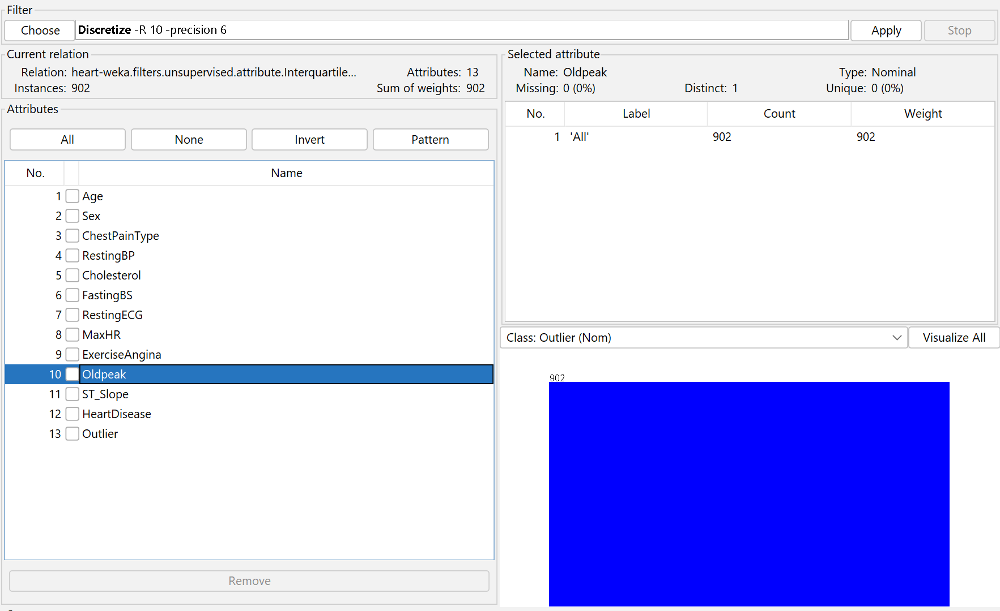 Filter
Choose Discretize -R 10 -precision 6 Apply Stop
Current relation
Relation: heart-weka.filters.unsupervised.attribute.Interquartile... Attributes: 13
Instances: 902 Sum of weights: 902
Attributes
All None Invert Pattern
No. Name
1 Age
2 Sex
3 ChestPainType
4 RestingBP
5 Cholesterol
6 FastingBS
7 RestingECG
8 MaxHR
9 ExerciseAngina
10 Oldpeak
11 ST_Slope
12 HeartDisease
13 Outlier
Remove
Selected attribute
Name: Oldpeak Type: Nominal
Missing: 0 (0%) Distinct: 1 Unique: 0 (0%)
No. Label Count Weight
1 'All' 902 902
Class: Outlier (Nom) Visualize All
902